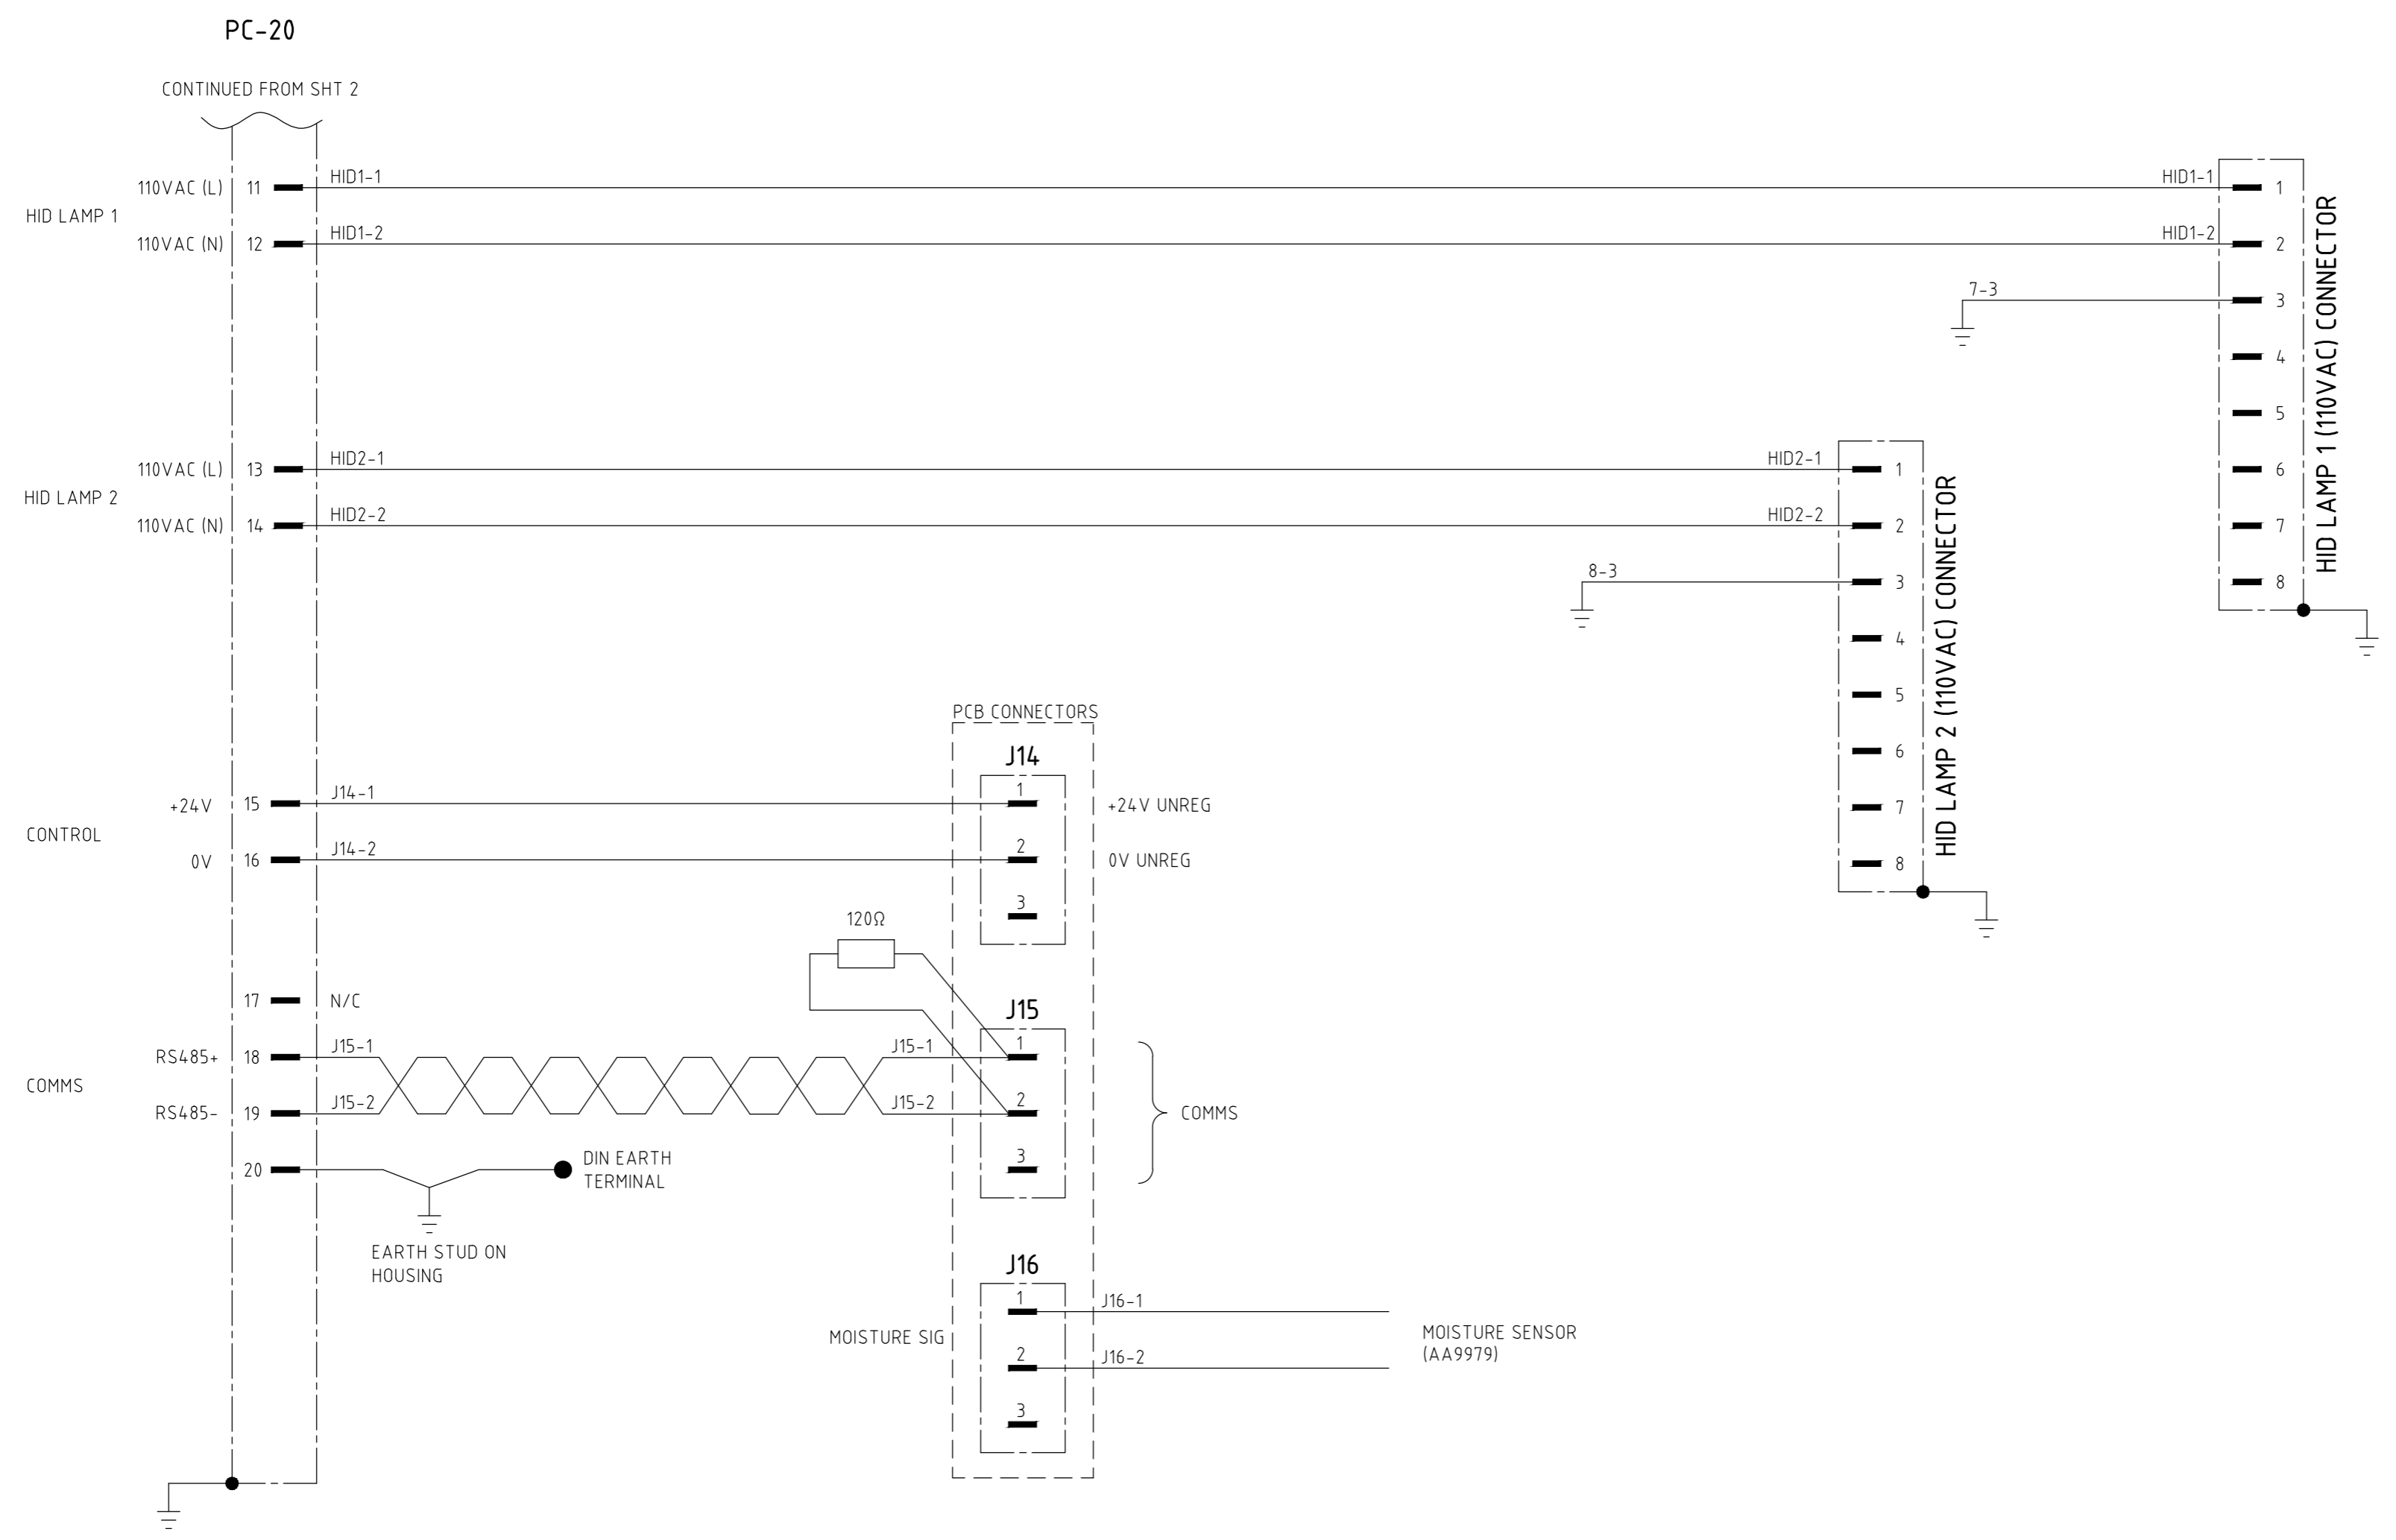 PC-20
CONTINUED FROM SHT 2
HID LAMP 1
110VAC (L) 11 HID1-1 HID1-1 1
110VAC (N) 12 HID1-2 HID1-2 2
7-3 3
4
5
6
7
8
HID LAMP 1 (110VAC) CONNECTOR
HID LAMP 2
110VAC (L) 13 HID2-1 HID2-1 1
110VAC (N) 14 HID2-2 HID2-2 2
8-3 3
4
5
6
7
8
HID LAMP 2 (110VAC) CONNECTOR
PCB CONNECTORS
J14
CONTROL
+24V 15 J14-1 1 +24V UNREG
0V 16 J14-2 2 0V UNREG
3
120Ω
17 N/C
J15
COMMS
RS485+ 18 J15-1 J15-1 1
RS485- 19 J15-2 J15-2 2
3
COMMS
20
DIN EARTH
TERMINAL
EARTH STUD ON
HOUSING
J16
MOISTURE SIG
1 J16-1
2 J16-2
3
MOISTURE SENSOR
(AA9979)